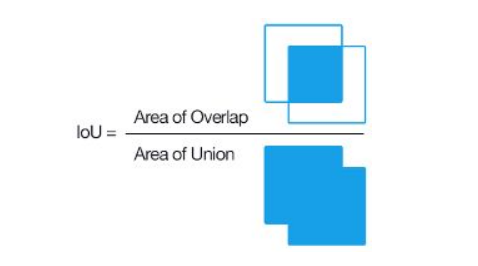 Area of Overlap
IoU =
Area of Union